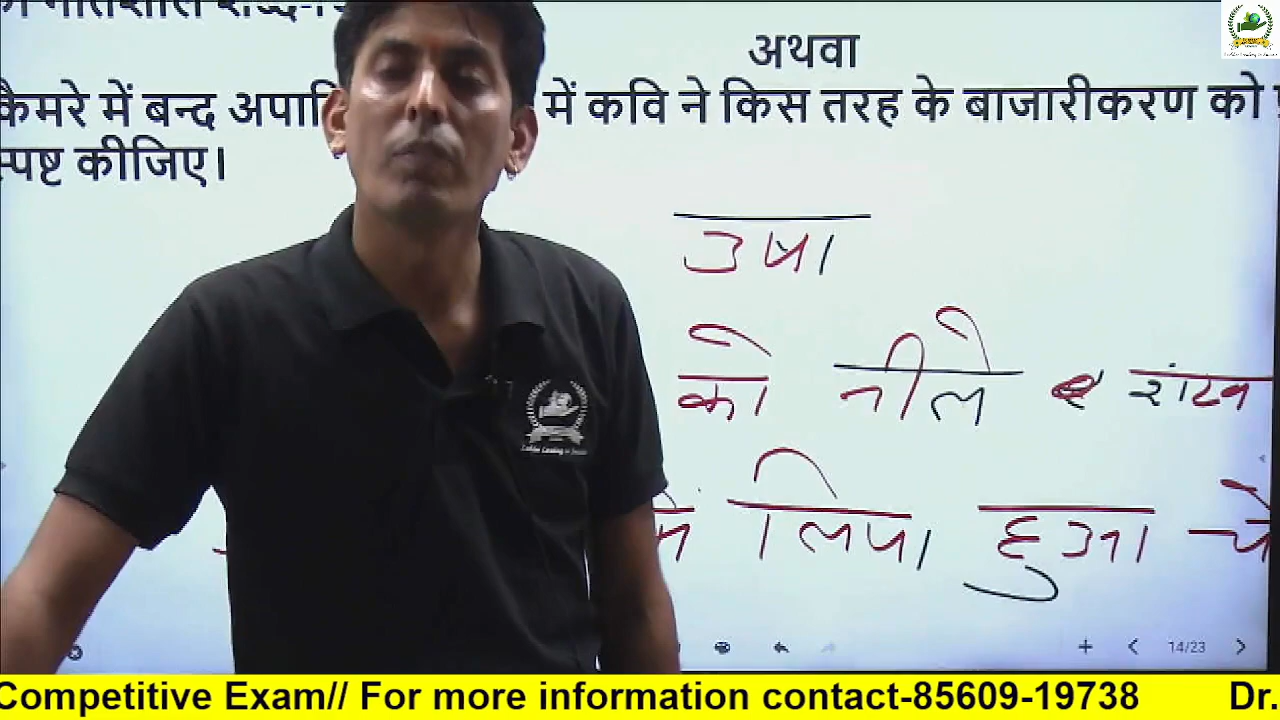 अथवा
कैमरे में बन्द में कवि ने किस तरह के बाजारीकरण को
स्पष्ट कीजिए।
उषा
को नीले शंख
लिपा हुआ
14/23
Competitive Exam// For more information contact-85609-19738 Dr.